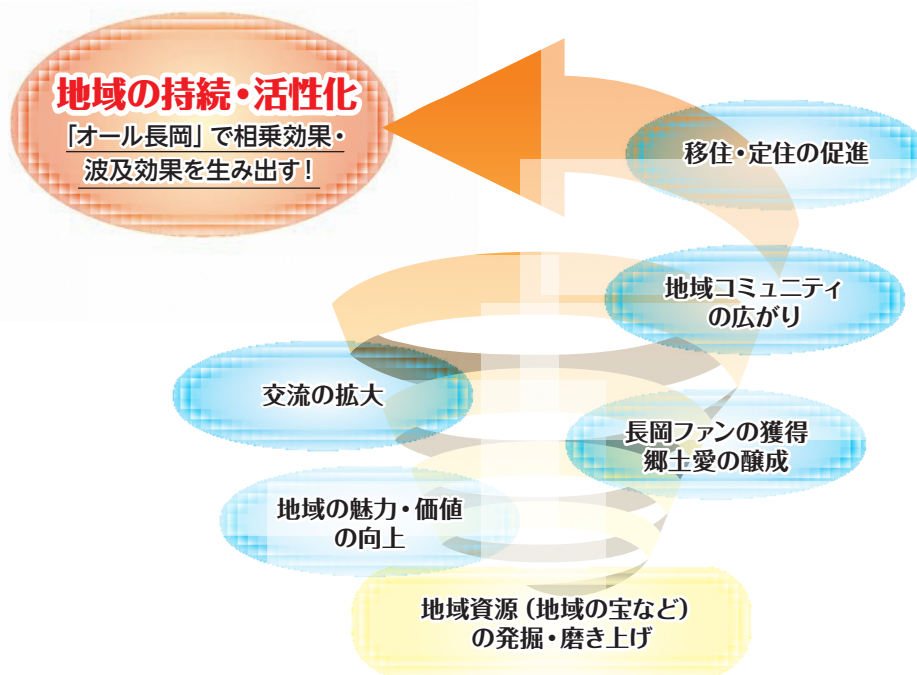 地域の持続・活性化
「オール長岡」で相乗効果・
波及効果を生み出す！
移住・定住の促進
地域コミュニティ
の広がり
交流の拡大
長岡ファンの獲得
郷土愛の醸成
地域の魅力・価値
の向上
地域資源（地域の宝など）
の発掘・磨き上げ